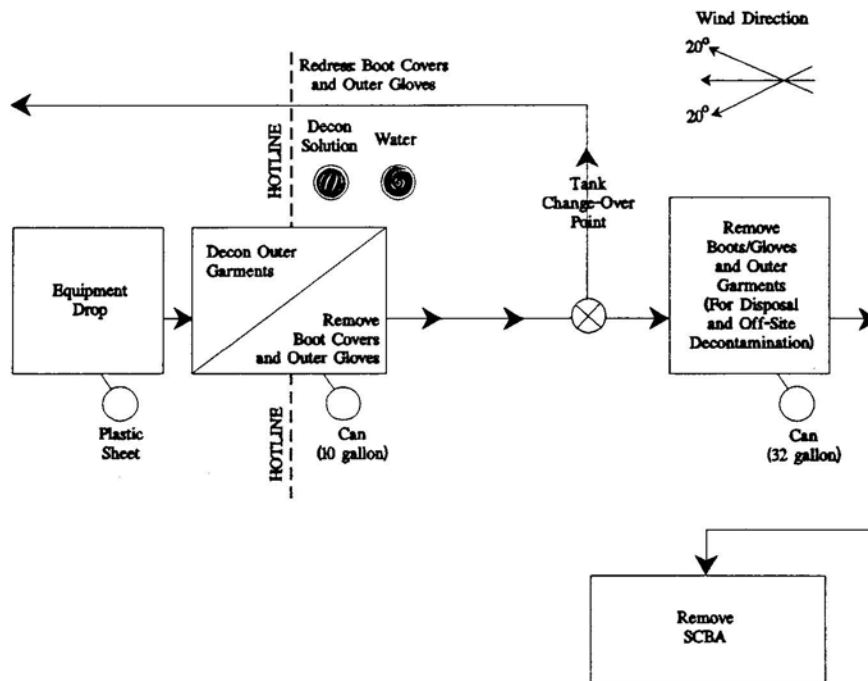 Wind Direction
20°
20°
Redress: Boot Covers
and Outer Gloves
HOTLINE
Decon
Solution
Water
Tank
Change-Over
Point
Equipment
Drop
Decon Outer
Garments
Remove
Boot Covers
and Outer Gloves
Remove
Boots/Gloves
and Outer
Garments
(For Disposal
and Off-Site
Decontamination)
Plastic
Sheet
HOTLINE
Can
(10 gallon)
Can
(32 gallon)
Remove
SCBA